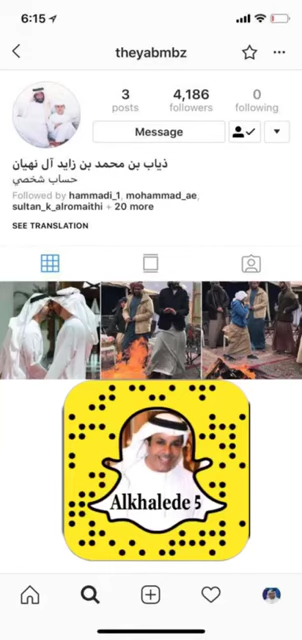 6:15
theyabmbz
3 4,186 0
posts followers following
Message
ذياب بن محمد بن زايد آل نهيان
حساب شخصي
Followed by hammadi_1, mohammad_ae,
sultan_k_alromaithi + 20 more
SEE TRANSLATION
Alkhalede 5